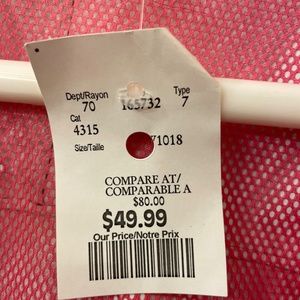 Dept/Rayon Type
70 165732 7
Cat
4315 71018
Size/Taille
COMPARE AT/
COMPARABLE A
$80.00
$49.99
Our Price/Notre Prix